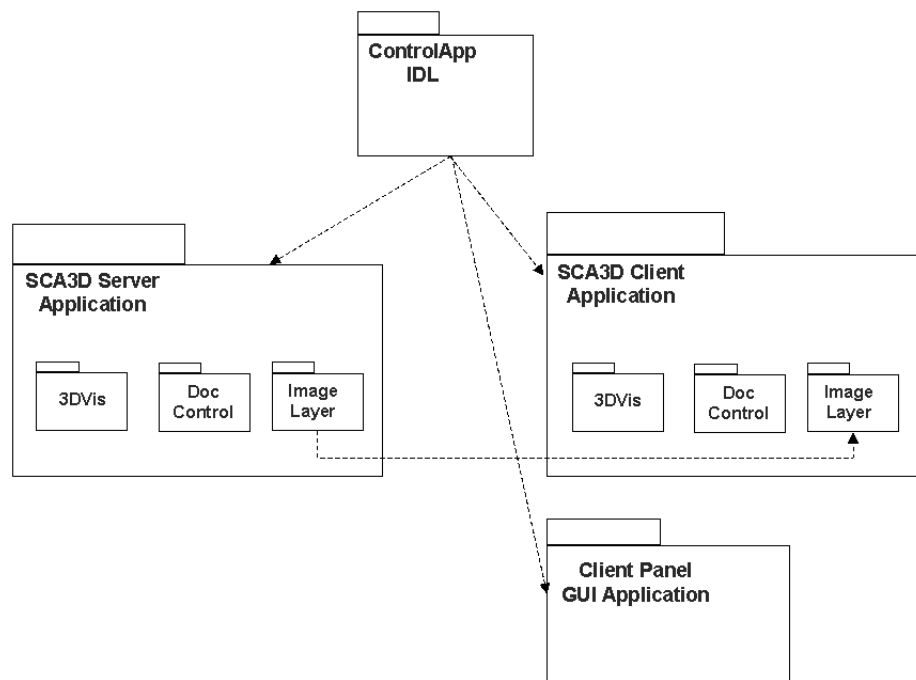 ControlApp
IDL
SCA3D Server
Application
3DVis
Doc
Control
Image
Layer
SCA3D Client
Application
3DVis
Doc
Control
Image
Layer
Client Panel
GUI Application